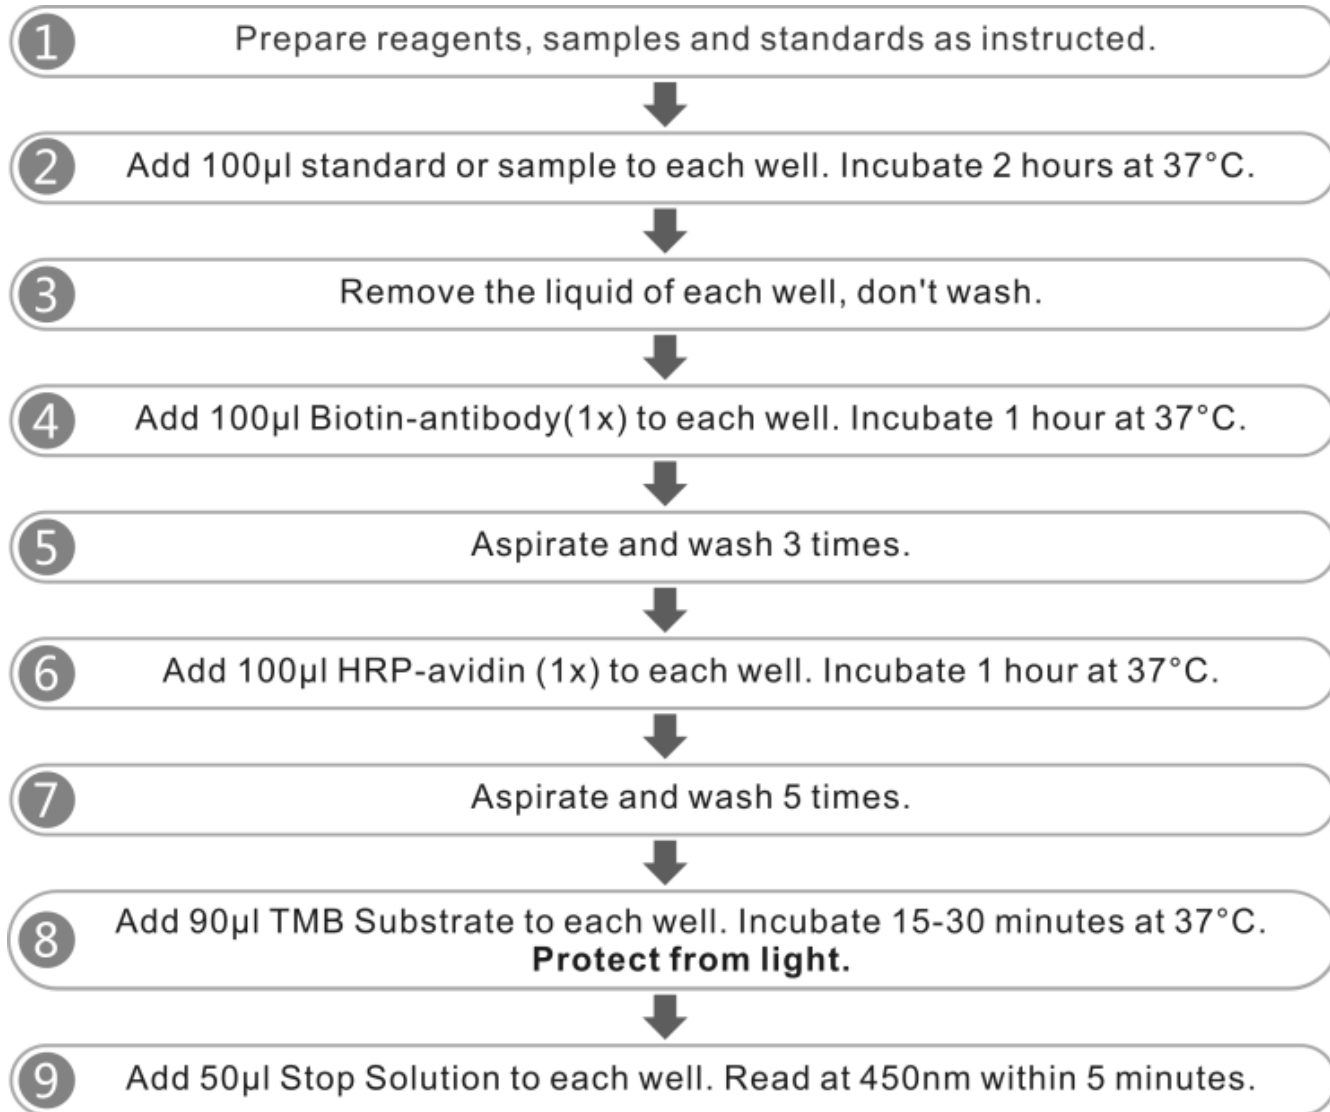 1 Prepare reagents, samples and standards as instructed.
2 Add 100μl standard or sample to each well. Incubate 2 hours at 37°C.
3 Remove the liquid of each well, don't wash.
4 Add 100μl Biotin-antibody(1x) to each well. Incubate 1 hour at 37°C.
5 Aspirate and wash 3 times.
6 Add 100μl HRP-avidin (1x) to each well. Incubate 1 hour at 37°C.
7 Aspirate and wash 5 times.
8 Add 90μl TMB Substrate to each well. Incubate 15-30 minutes at 37°C.
Protect from light.
9 Add 50μl Stop Solution to each well. Read at 450nm within 5 minutes.